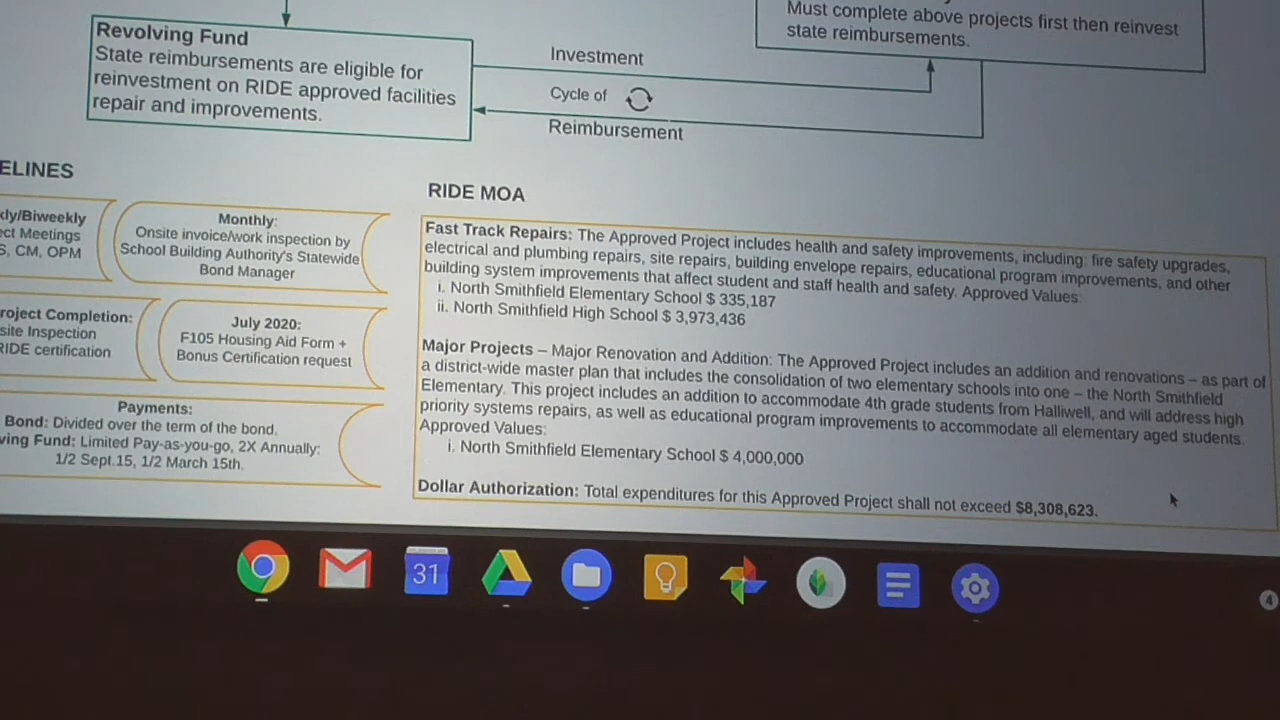 Must complete above projects first then reinvest
state reimbursements.
Revolving Fund
State reimbursements are eligible for
reinvestment on RIDE approved facilities
repair and improvements.
Investment
Cycle of
Reimbursement
ELINES
kly/Biweekly
ect Meetings
S, CM, OPM
Monthly:
Onsite invoice/work inspection by
School Building Authority's Statewide
Bond Manager
roject Completion:
site Inspection
RIDE certification
July 2020:
F105 Housing Aid Form +
Bonus Certification request
Payments:
Bond: Divided over the term of the bond.
ving Fund: Limited Pay-as-you-go, 2X Annually:
1/2 Sept.15, 1/2 March 15th.
RIDE MOA
Fast Track Repairs: The Approved Project includes health and safety improvements, including: fire safety upgrades,
electrical and plumbing repairs, site repairs, building envelope repairs, educational program improvements, and other
building system improvements that affect student and staff health and safety. Approved Values:
i. North Smithfield Elementary School $ 335,187
ii. North Smithfield High School $ 3,973,436
Major Projects – Major Renovation and Addition: The Approved Project includes an addition and renovations – as part of
a district-wide master plan that includes the consolidation of two elementary schools into one – the North Smithfield
Elementary. This project includes an addition to accommodate 4th grade students from Halliwell, and will address high
priority systems repairs, as well as educational program improvements to accommodate all elementary aged students.
Approved Values:
i. North Smithfield Elementary School $ 4,000,000
Dollar Authorization: Total expenditures for this Approved Project shall not exceed $8,308,623.
31
4